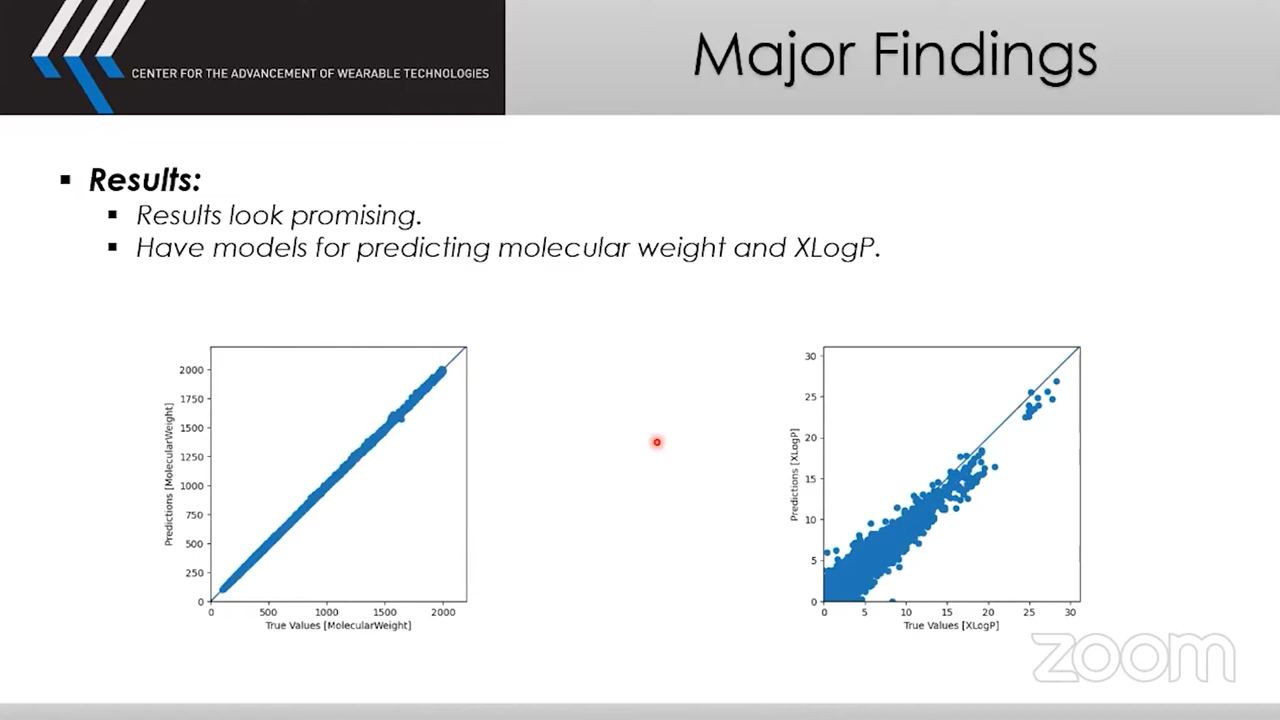 CENTER FOR THE ADVANCEMENT OF WEARABLE TECHNOLOGIES
Major Findings
Results:
Results look promising.
Have models for predicting molecular weight and XLogP.
2000
1750
1500
1250
1000
750
500
250
0
Predictions [MolecularWeight]
0 500 1000 1500 2000
True Values [MolecularWeight]
30
25
20
15
10
5
0
Predictions [XLogP]
0 5 10 15 20 25 30
True Values [XLogP]
zoom